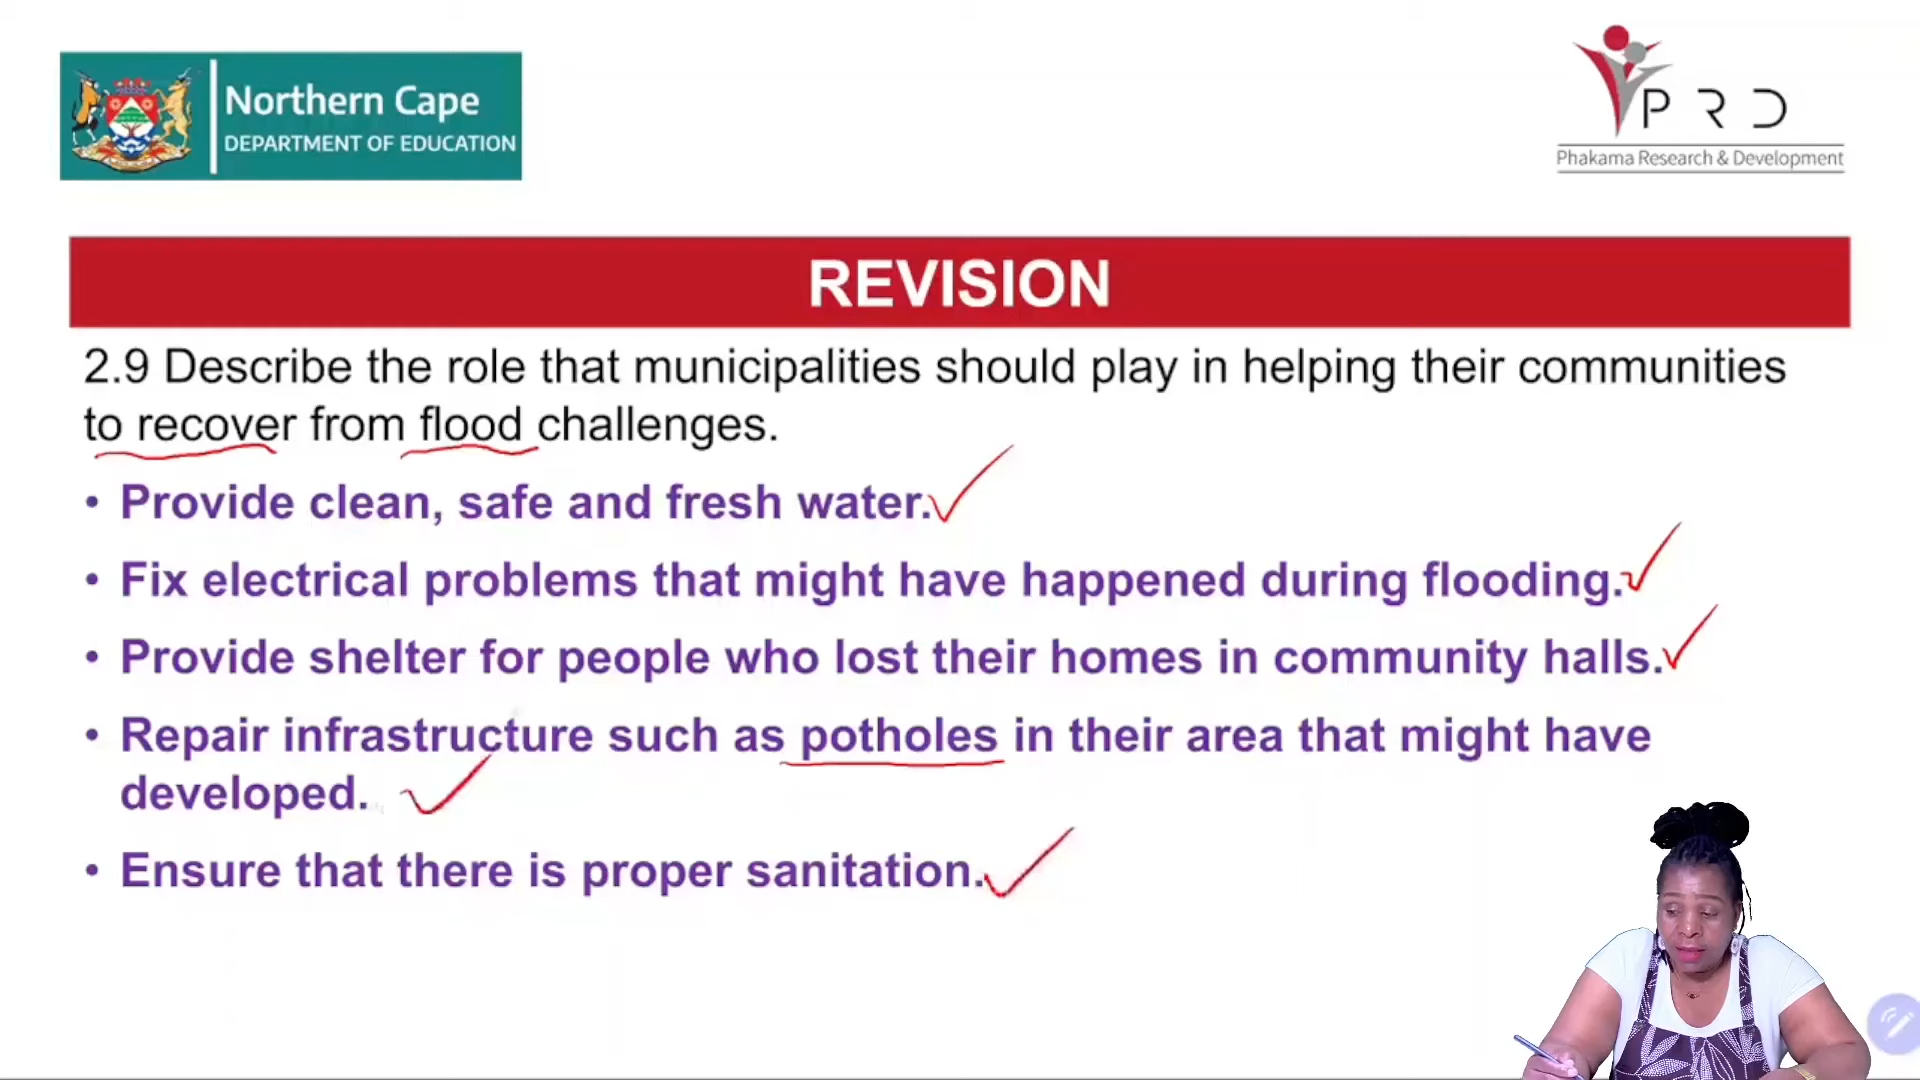 Northern Cape
DEPARTMENT OF EDUCATION
PRD
Phakama Research & Development
REVISION
2.9 Describe the role that municipalities should play in helping their communities
to recover from flood challenges.
• Provide clean, safe and fresh water.
• Fix electrical problems that might have happened during flooding.
• Provide shelter for people who lost their homes in community halls.
• Repair infrastructure such as potholes in their area that might have
developed.
• Ensure that there is proper sanitation.